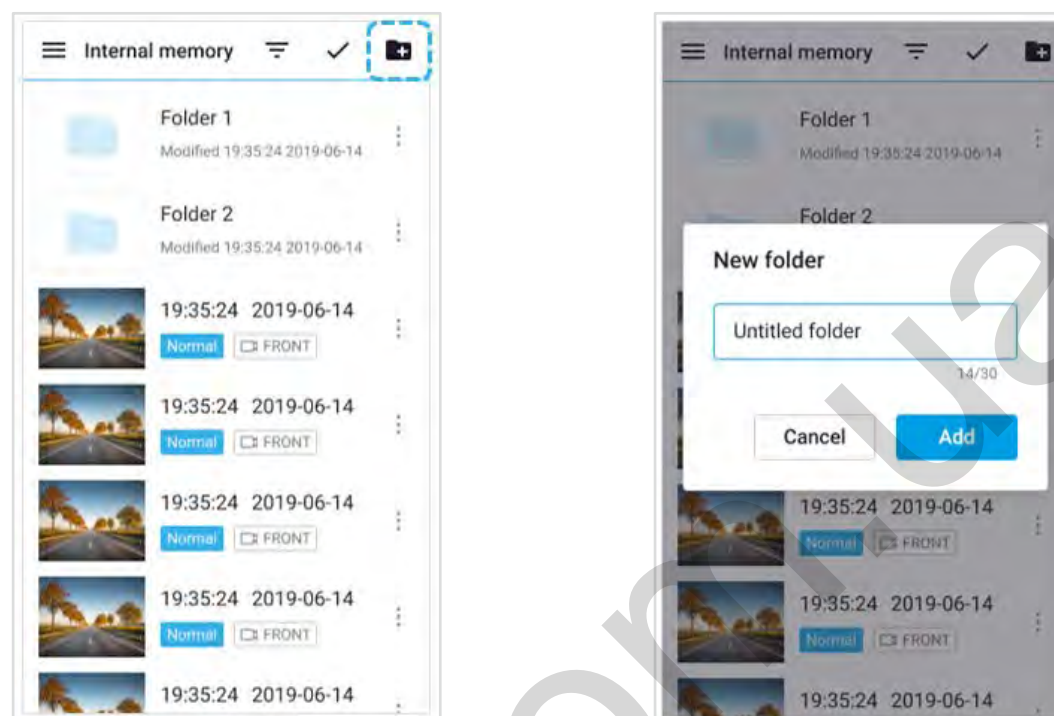 Internal memory
Folder 1
Modified 19:35:24 2019-06-14
Folder 2
Modified 19:35:24 2019-06-14
19:35:24 2019-06-14
Normal FRONT
19:35:24 2019-06-14
Normal FRONT
19:35:24 2019-06-14
Normal FRONT
19:35:24 2019-06-14
Normal FRONT
19:35:24 2019-06-14
Internal memory
Folder 1
Modified 19:35:24 2019-06-14
Folder 2
New folder
Untitled folder
14/30
Cancel Add
19:35:24 2019-06-14
Normal FRONT
19:35:24 2019-06-14
Normal FRONT
19:35:24 2019-06-14